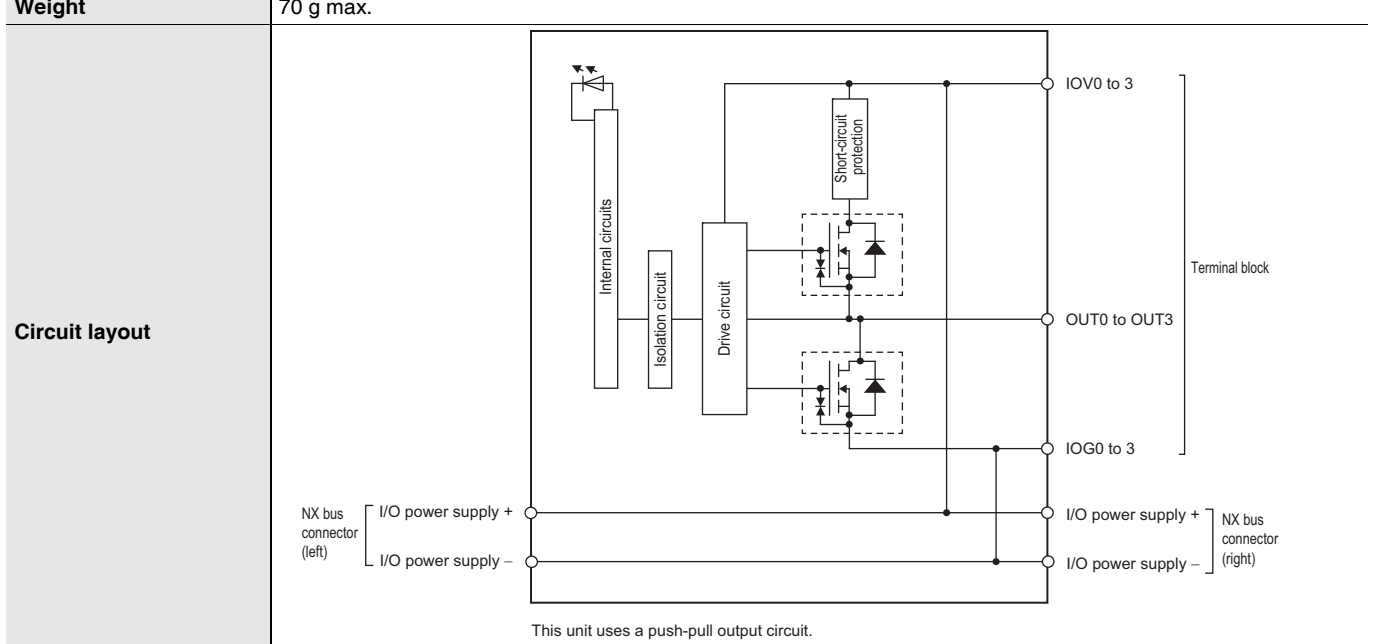 Weight
70 g max.
Circuit layout
IOV0 to 3
Short-circuit
protection
Internal circuits
Isolation circuit
Drive circuit
Terminal block
OUT0 to OUT3
IOG0 to 3
NX bus
connector
(left)
I/O power supply +
I/O power supply −
I/O power supply +
I/O power supply −
NX bus
connector
(right)
This unit uses a push-pull output circuit.